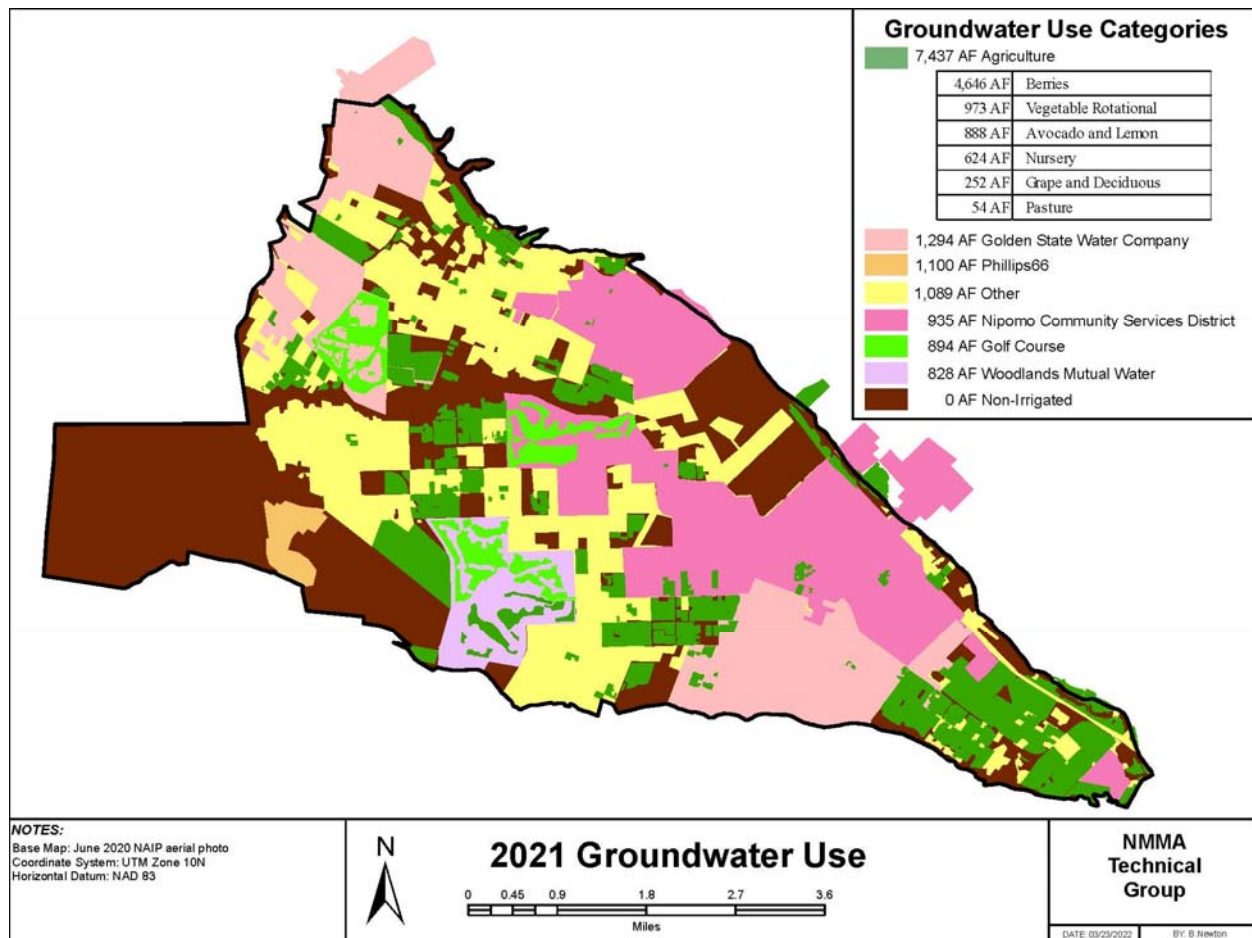 Groundwater Use Categories
7,437 AF Agriculture
4,646 AF Berries
973 AF Vegetable Rotational
888 AF Avocado and Lemon
624 AF Nursery
252 AF Grape and Deciduous
54 AF Pasture
1,294 AF Golden State Water Company
1,100 AF Phillips66
1,089 AF Other
935 AF Nipomo Community Services District
894 AF Golf Course
828 AF Woodlands Mutual Water
0 AF Non-Irrigated
NOTES:
Base Map: June 2020 NAIP aerial photo
Coordinate System: UTM Zone 10N
Horizontal Datum: NAD 83
N
2021 Groundwater Use
0 0.45 0.9 1.8 2.7 3.6
Miles
NMMA
Technical
Group
DATE: 03/23/2022 BY: B.Newton